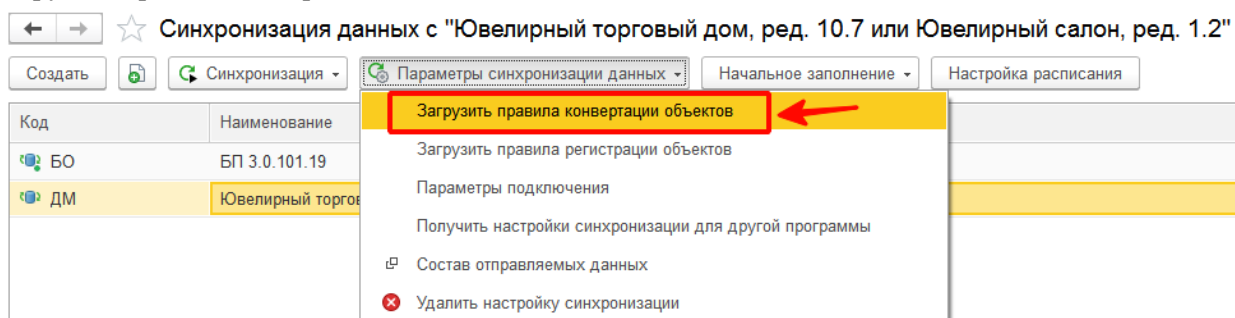 Синхронизация данных с "Ювелирный торговый дом, ред. 10.7 или Ювелирный салон, ред. 1.2"
Создать Синхронизация Параметры синхронизации данных Начальное заполнение Настройка расписания
Код Наименование
Загрузить правила конвертации объектов
БО БП 3.0.101.19
Загрузить правила регистрации объектов
Параметры подключения
ДМ Ювелирный торгов
Получить настройки синхронизации для другой программы
Состав отправляемых данных
Удалить настройку синхронизации